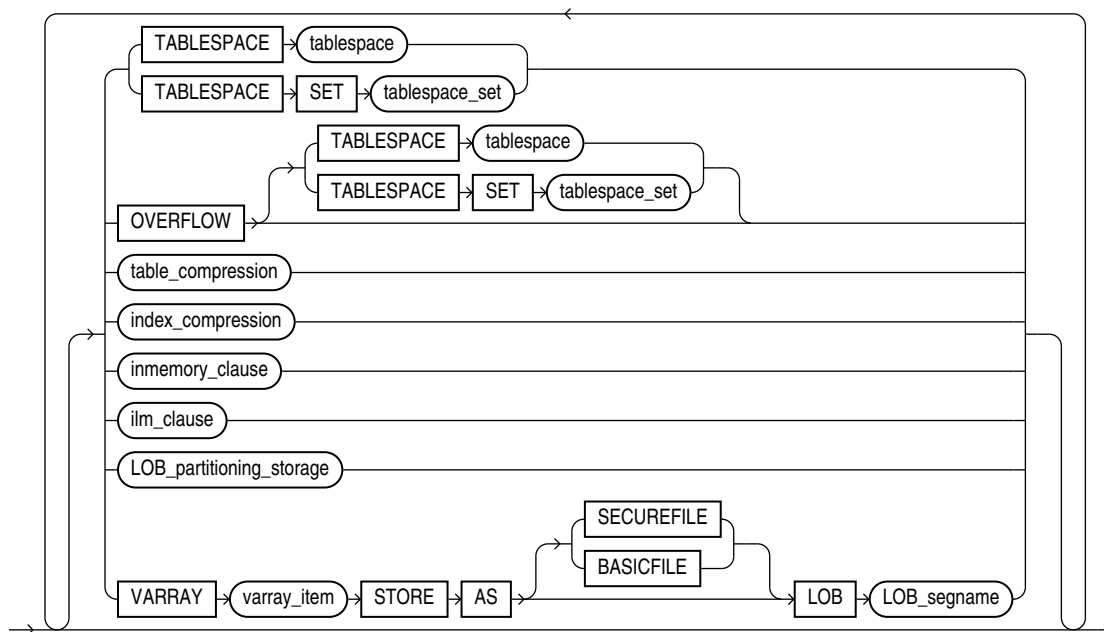 TABLESPACE tablespace
TABLESPACE SET tablespace_set
TABLESPACE tablespace
TABLESPACE SET tablespace_set
OVERFLOW
table_compression
index_compression
inmemory_clause
ilm_clause
LOB_partitioning_storage
SECUREFILE
BASICFILE
VARRAY varray_item STORE AS LOB LOB_segname